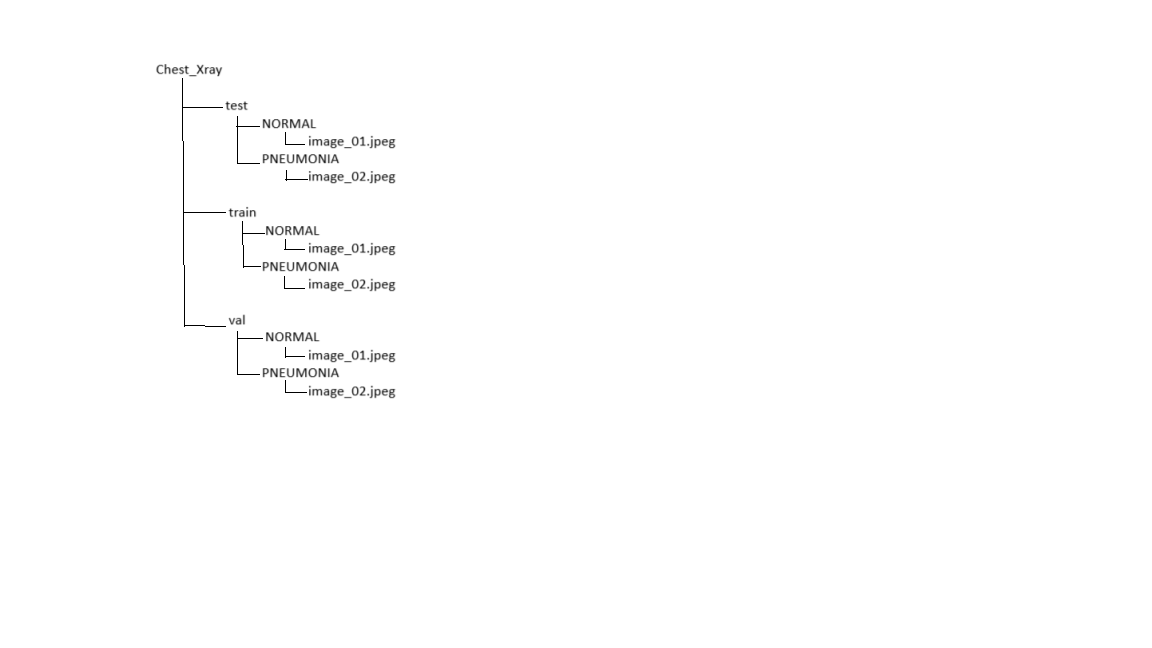 Chest_Xray
test
NORMAL
image_01.jpeg
PNEUMONIA
image_02.jpeg
train
NORMAL
image_01.jpeg
PNEUMONIA
image_02.jpeg
val
NORMAL
image_01.jpeg
PNEUMONIA
image_02.jpeg